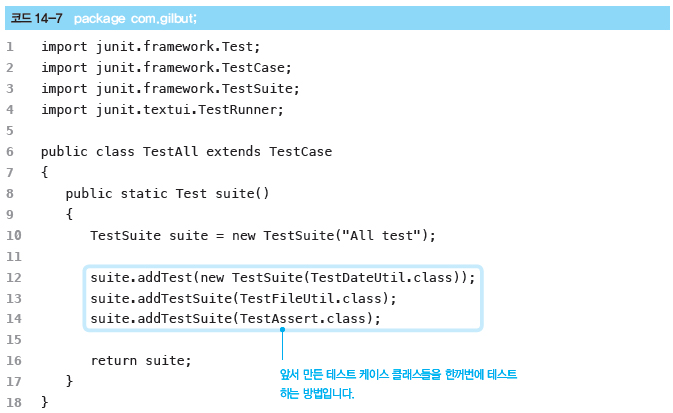 코드 14-7 package com.gilbut;
1 import junit.framework.Test;
2 import junit.framework.TestCase;
3 import junit.framework.TestSuite;
4 import junit.textui.TestRunner;
5
6 public class TestAll extends TestCase
7 {
8 public static Test suite()
9 {
10 TestSuite suite = new TestSuite("All test");
11
12 suite.addTest(new TestSuite(TestDateUtil.class));
13 suite.addTestSuite(TestFileUtil.class);
14 suite.addTestSuite(TestAssert.class);
15
16 return suite;
앞서 만든 테스트 케이스 클래스들을 한꺼번에 테스트
17 }
하는 방법입니다.
18 }